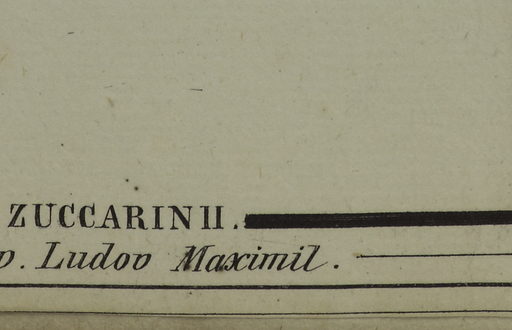 ZUCCARINII.
v. Ludov Maximil.